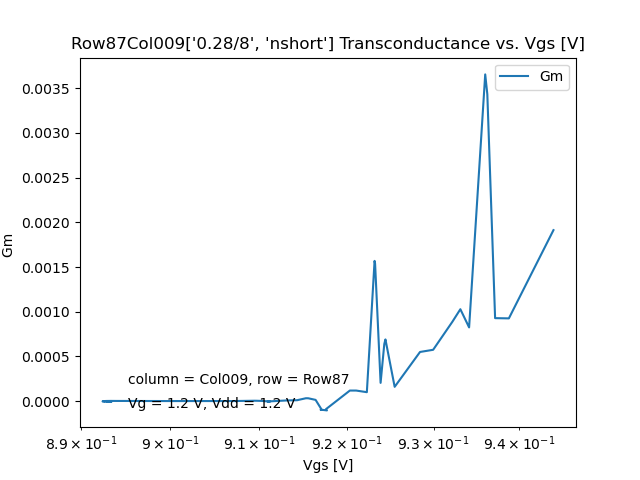 Row87Col009['0.28/8', 'nshort'] Transconductance vs. Vgs [V]
Gm
0.0035
0.0030
0.0025
0.0020
0.0015
0.0010
0.0005
0.0000
Gm
column = Col009, row = Row87
Vg = 1.2 V, Vdd = 1.2 V
8.9 × 10⁻¹ 9 × 10⁻¹ 9.1 × 10⁻¹ 9.2 × 10⁻¹ 9.3 × 10⁻¹ 9.4 × 10⁻¹
Vgs [V]